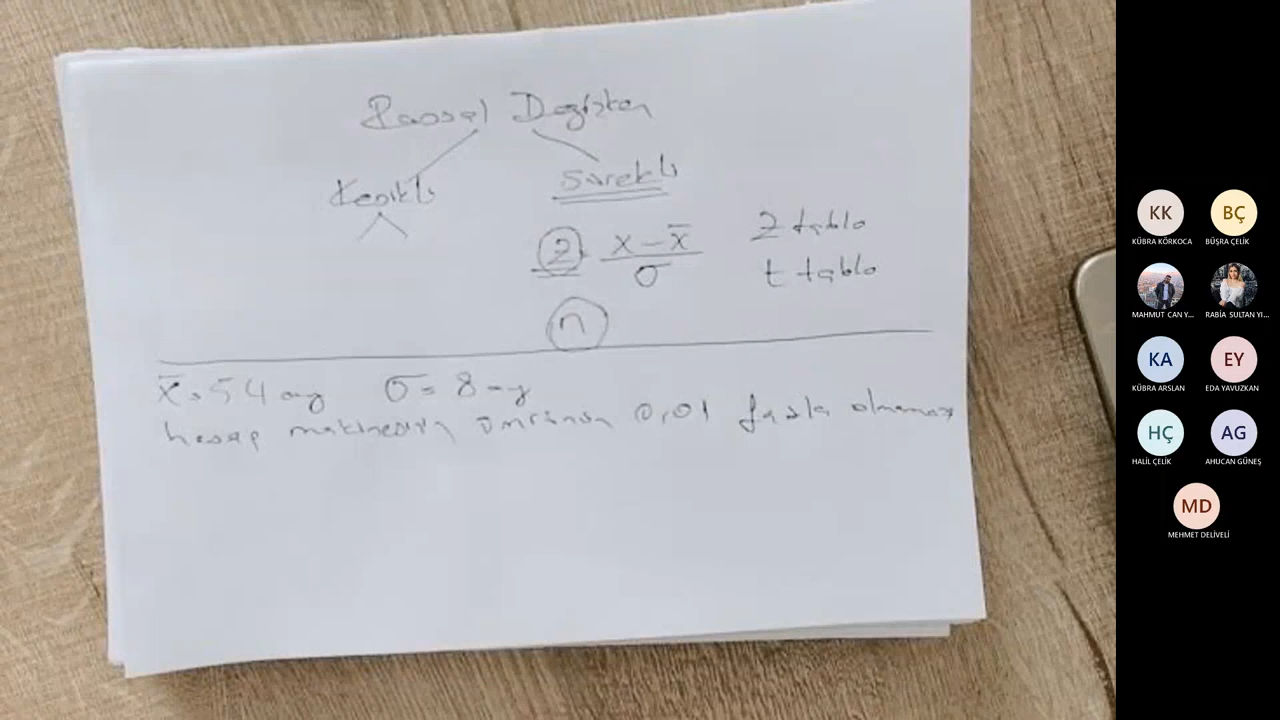 Rassal Değişken
Kesikli Sürekli
z = x - x̄ / σ
z tablo
t tablo
n
x̄ = 54 ay σ = 8 ay
hesap makinesinin ömrünün 0,01 fazla olmaması
KK
KÜBRA KÖRKOCA
BÇ
BÜŞRA ÇELİK
MAHMUT CAN Y...
RABİA SULTAN YI...
KA
KÜBRA ARSLAN
EY
EDA YAVUZKAN
HÇ
HALİL ÇELİK
AG
AHUCAN GÜNEŞ
MD
MEHMET DELİVELİ